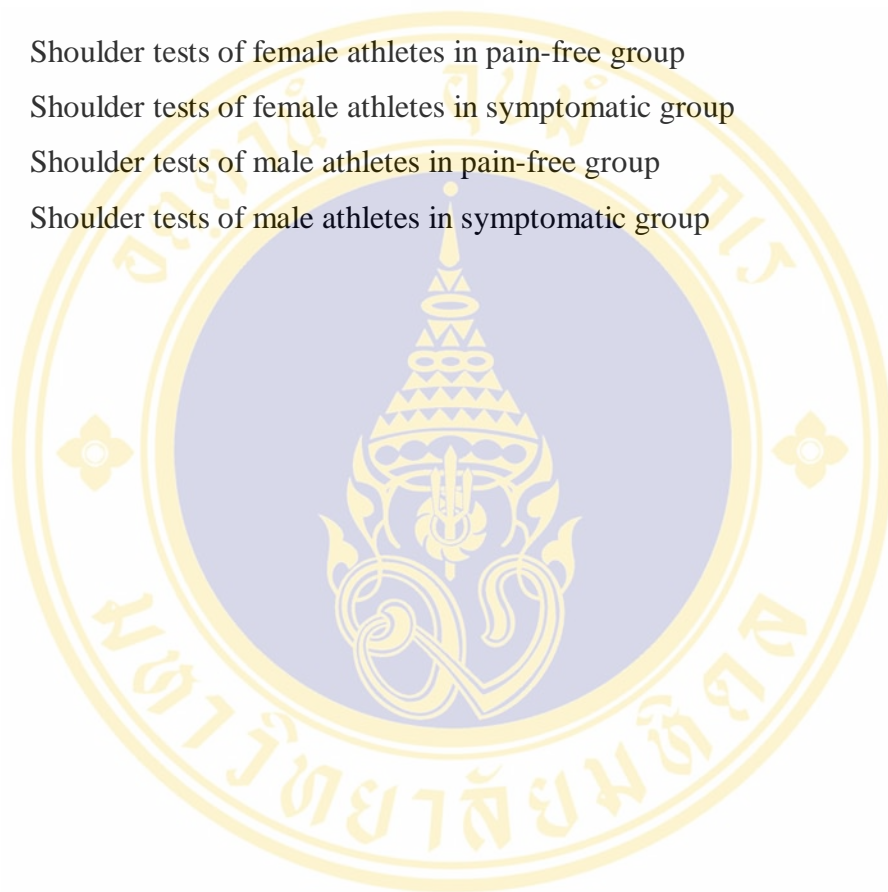 Shoulder tests of female athletes in pain-free group
Shoulder tests of female athletes in symptomatic group
Shoulder tests of male athletes in pain-free group
Shoulder tests of male athletes in symptomatic group
มหาวิทยาลัยมหิดล